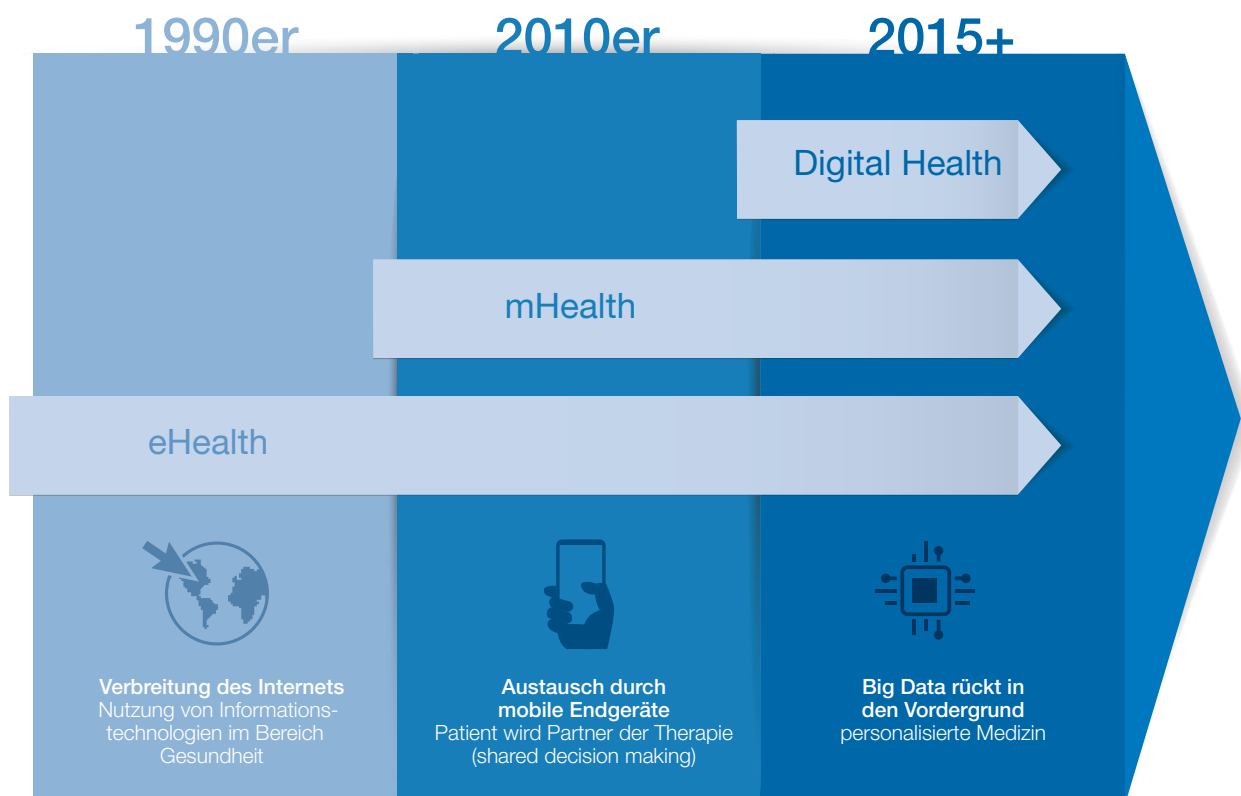 1990er
2010er
2015+
Digital Health
mHealth
eHealth
Verbreitung des Internets
Nutzung von Informations-
technologien im Bereich
Gesundheit
Austausch durch
mobile Endgeräte
Patient wird Partner der Therapie
(shared decision making)
Big Data rückt in
den Vordergrund
personalisierte Medizin